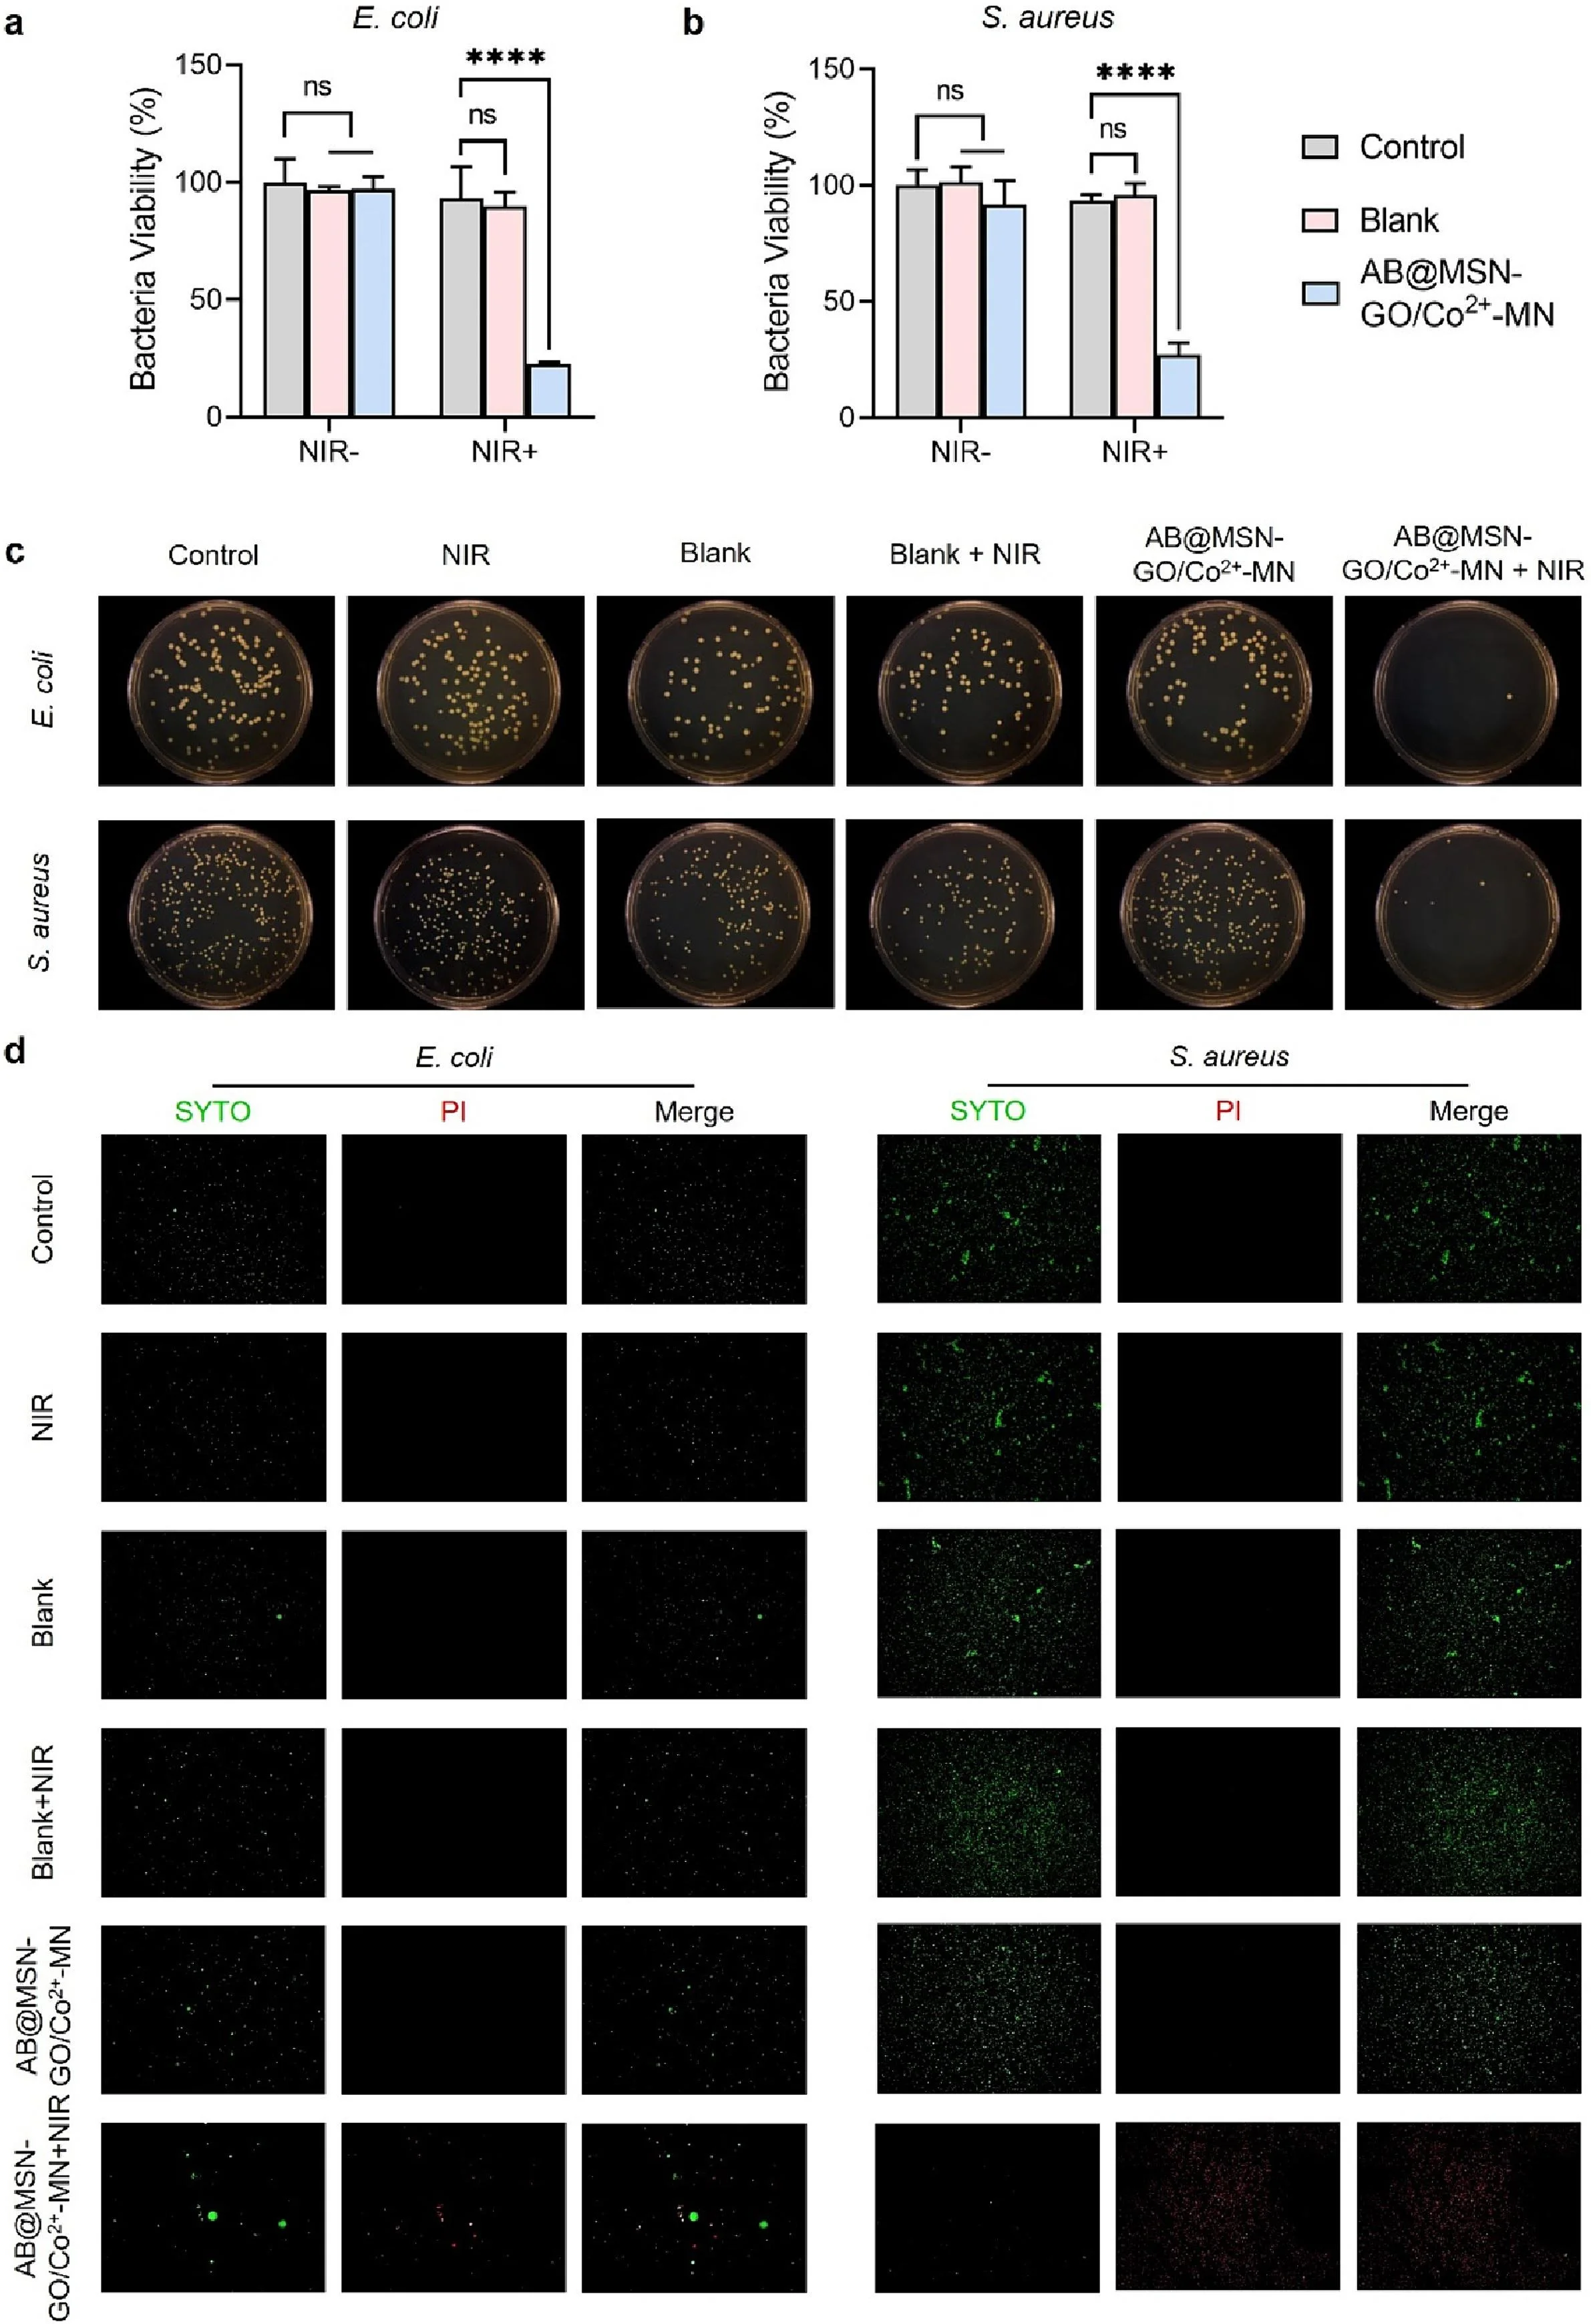 a
E. coli
Bacteria Viability (%)
150
100
50
0
ns
ns
****
NIR-
NIR+
b
S. aureus
Bacteria Viability (%)
150
100
50
0
ns
ns
****
NIR-
NIR+
Control
Blank
AB@MSN-
GO/Co²⁺-MN
c
Control
NIR
Blank
Blank + NIR
AB@MSN-
GO/Co²⁺-MN
AB@MSN-
GO/Co²⁺-MN + NIR
E. coli
S. aureus
d
E. coli
S. aureus
SYTO
PI
Merge
SYTO
PI
Merge
Control
NIR
Blank
Blank+NIR
AB@MSN-
GO/Co²⁺-MN
AB@MSN-
GO/Co²⁺-MN+NIR